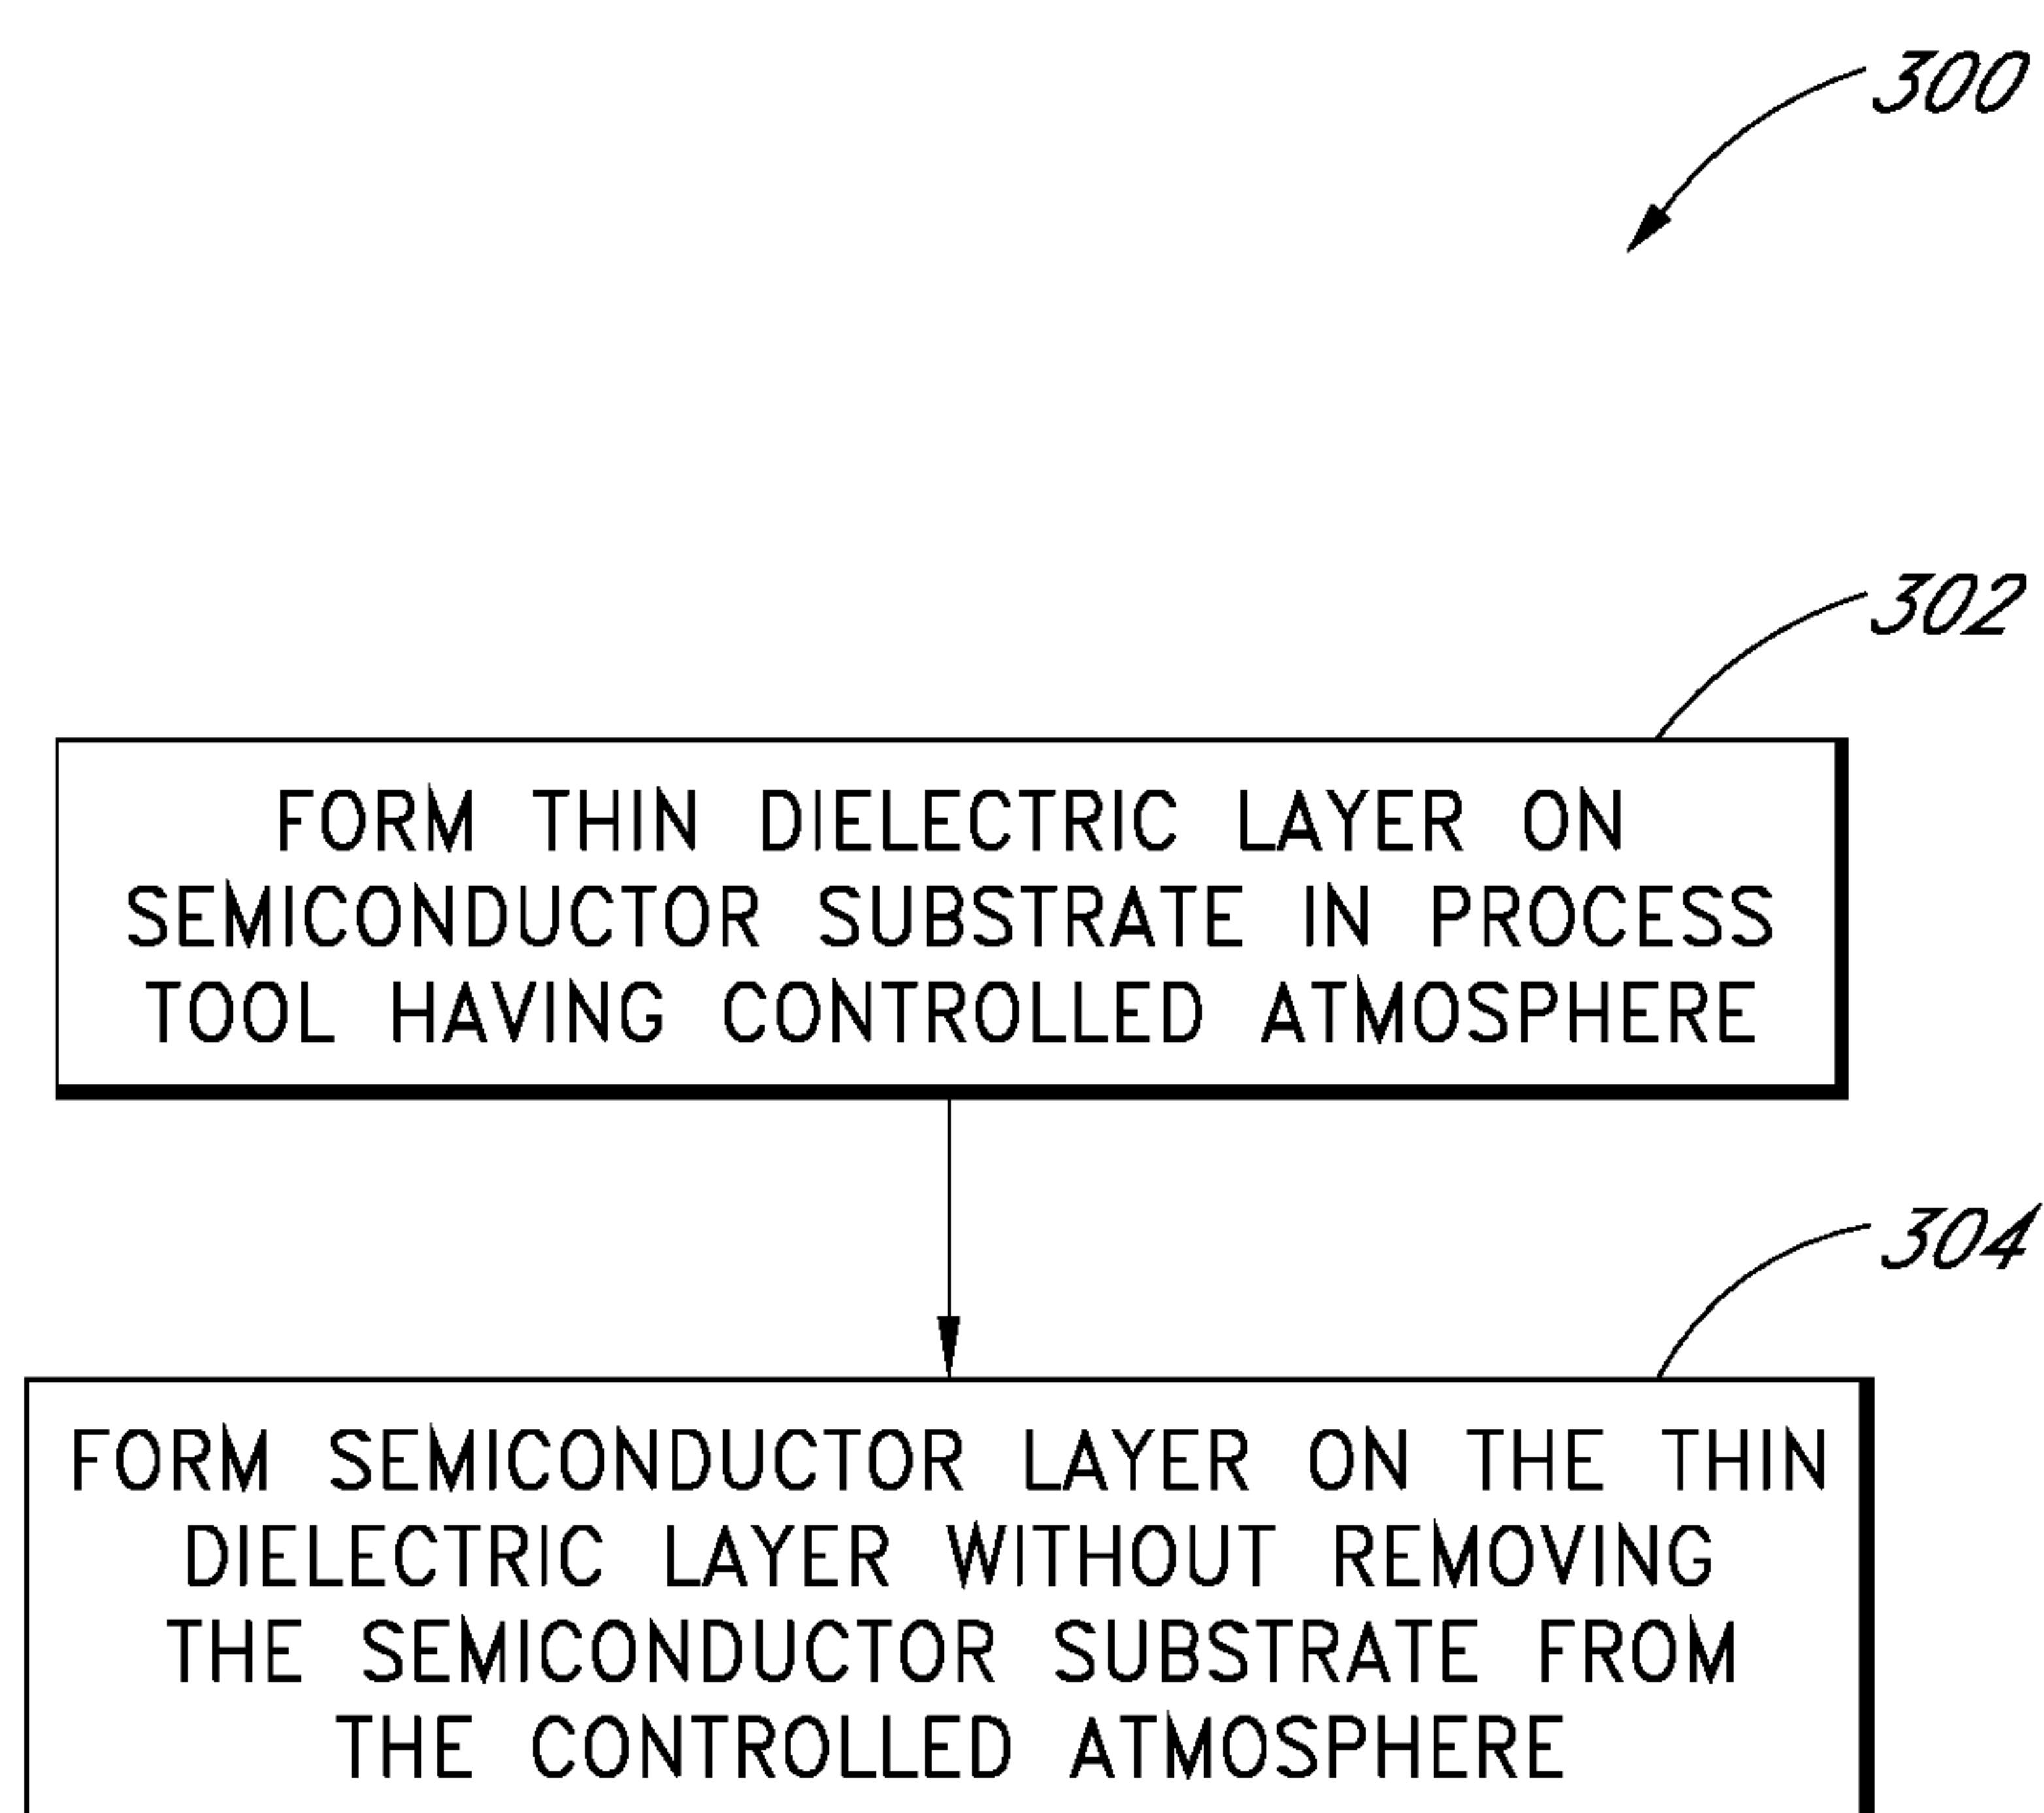 300
302
FORM THIN DIELECTRIC LAYER ON
SEMICONDUCTOR SUBSTRATE IN PROCESS
TOOL HAVING CONTROLLED ATMOSPHERE
304
FORM SEMICONDUCTOR LAYER ON THE THIN
DIELECTRIC LAYER WITHOUT REMOVING
THE SEMICONDUCTOR SUBSTRATE FROM
THE CONTROLLED ATMOSPHERE